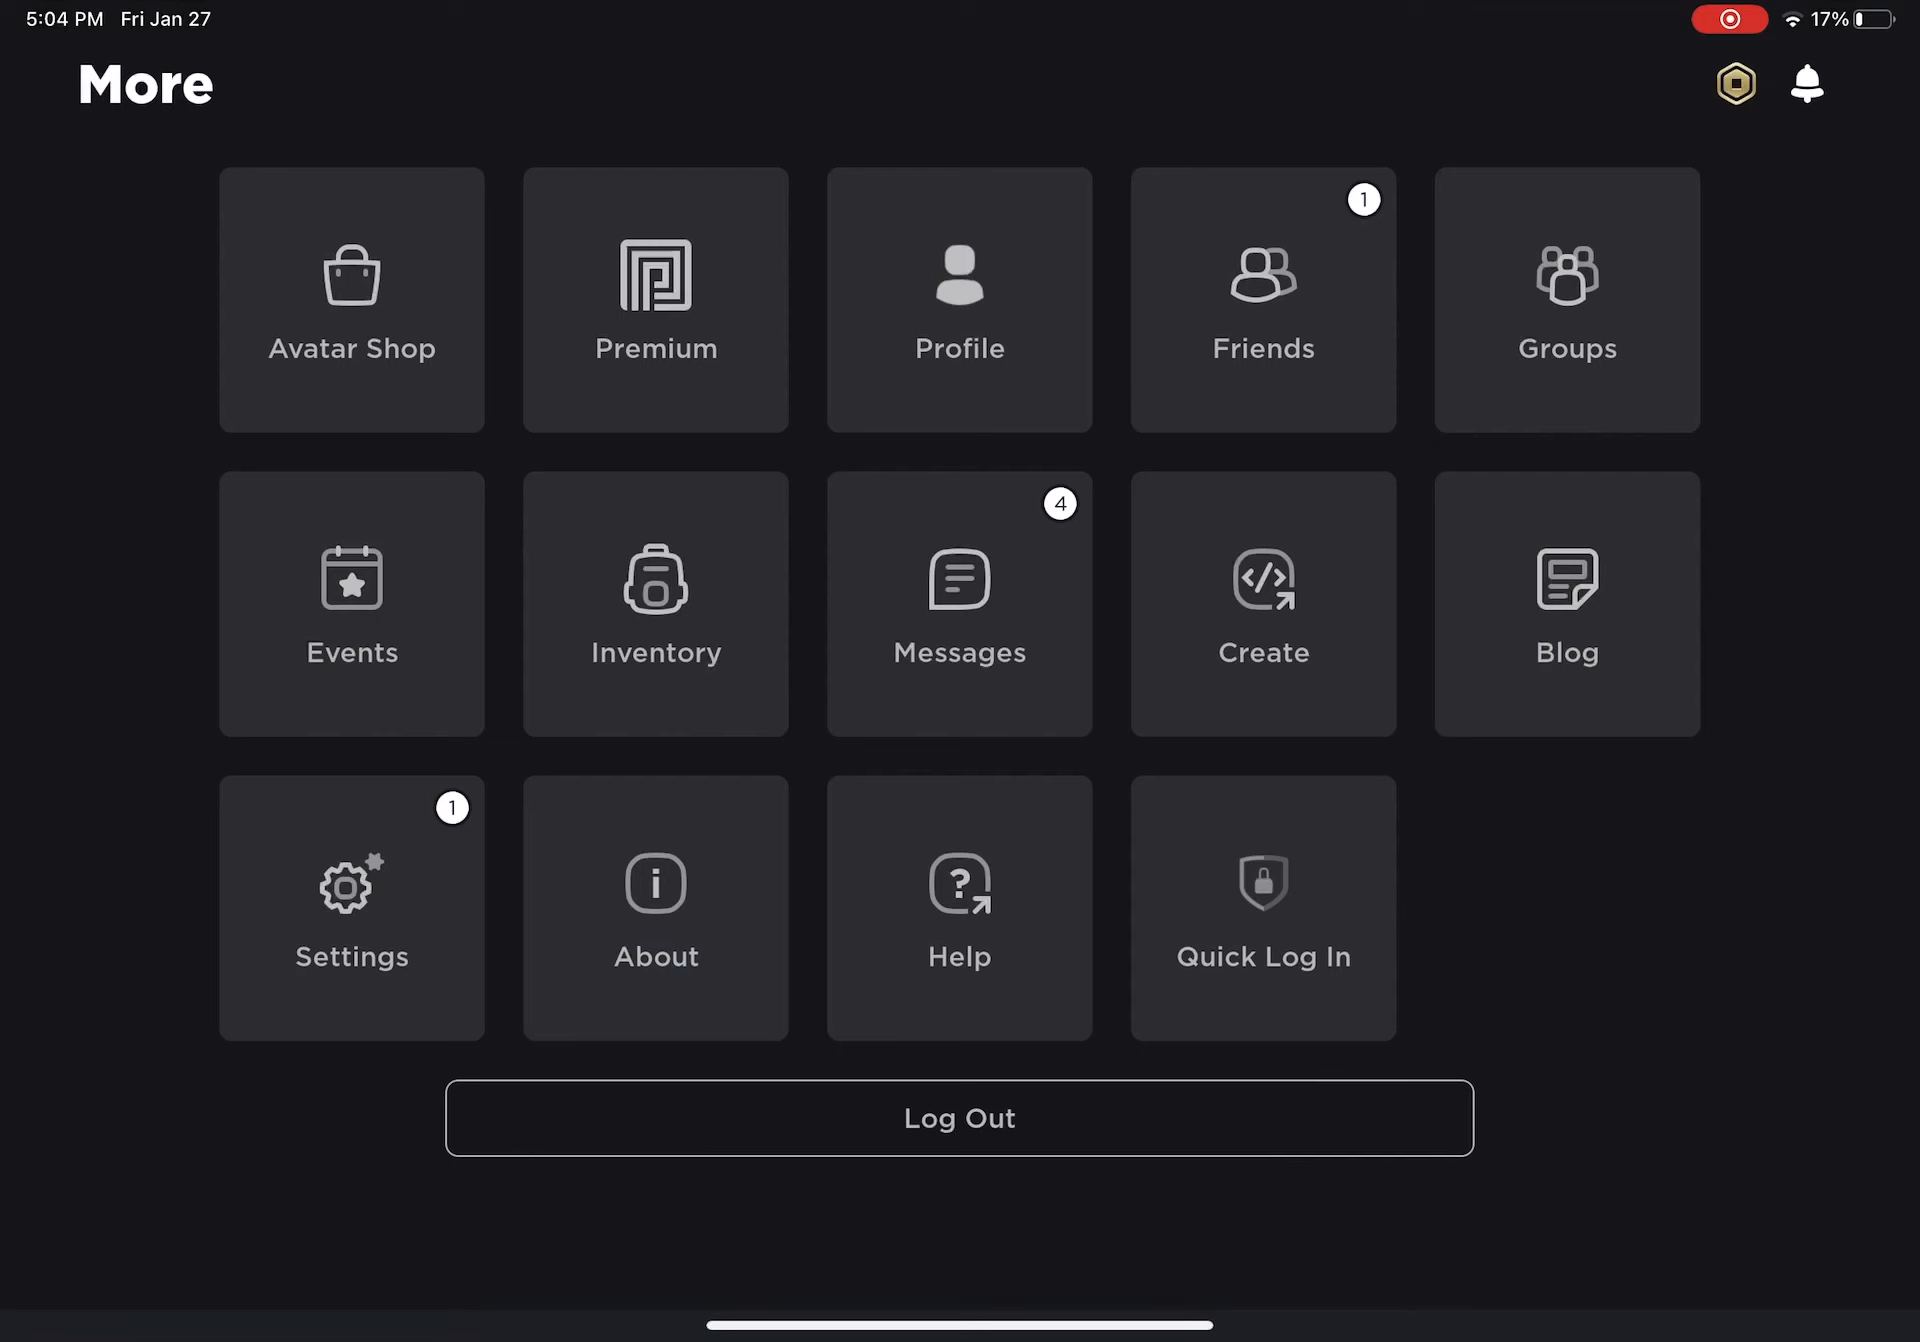 5:04 PM Fri Jan 27
17%
More
1
Avatar Shop
Premium
Profile
Friends
Groups
4
Events
Inventory
Messages
Create
Blog
1
Settings
About
Help
Quick Log In
Log Out